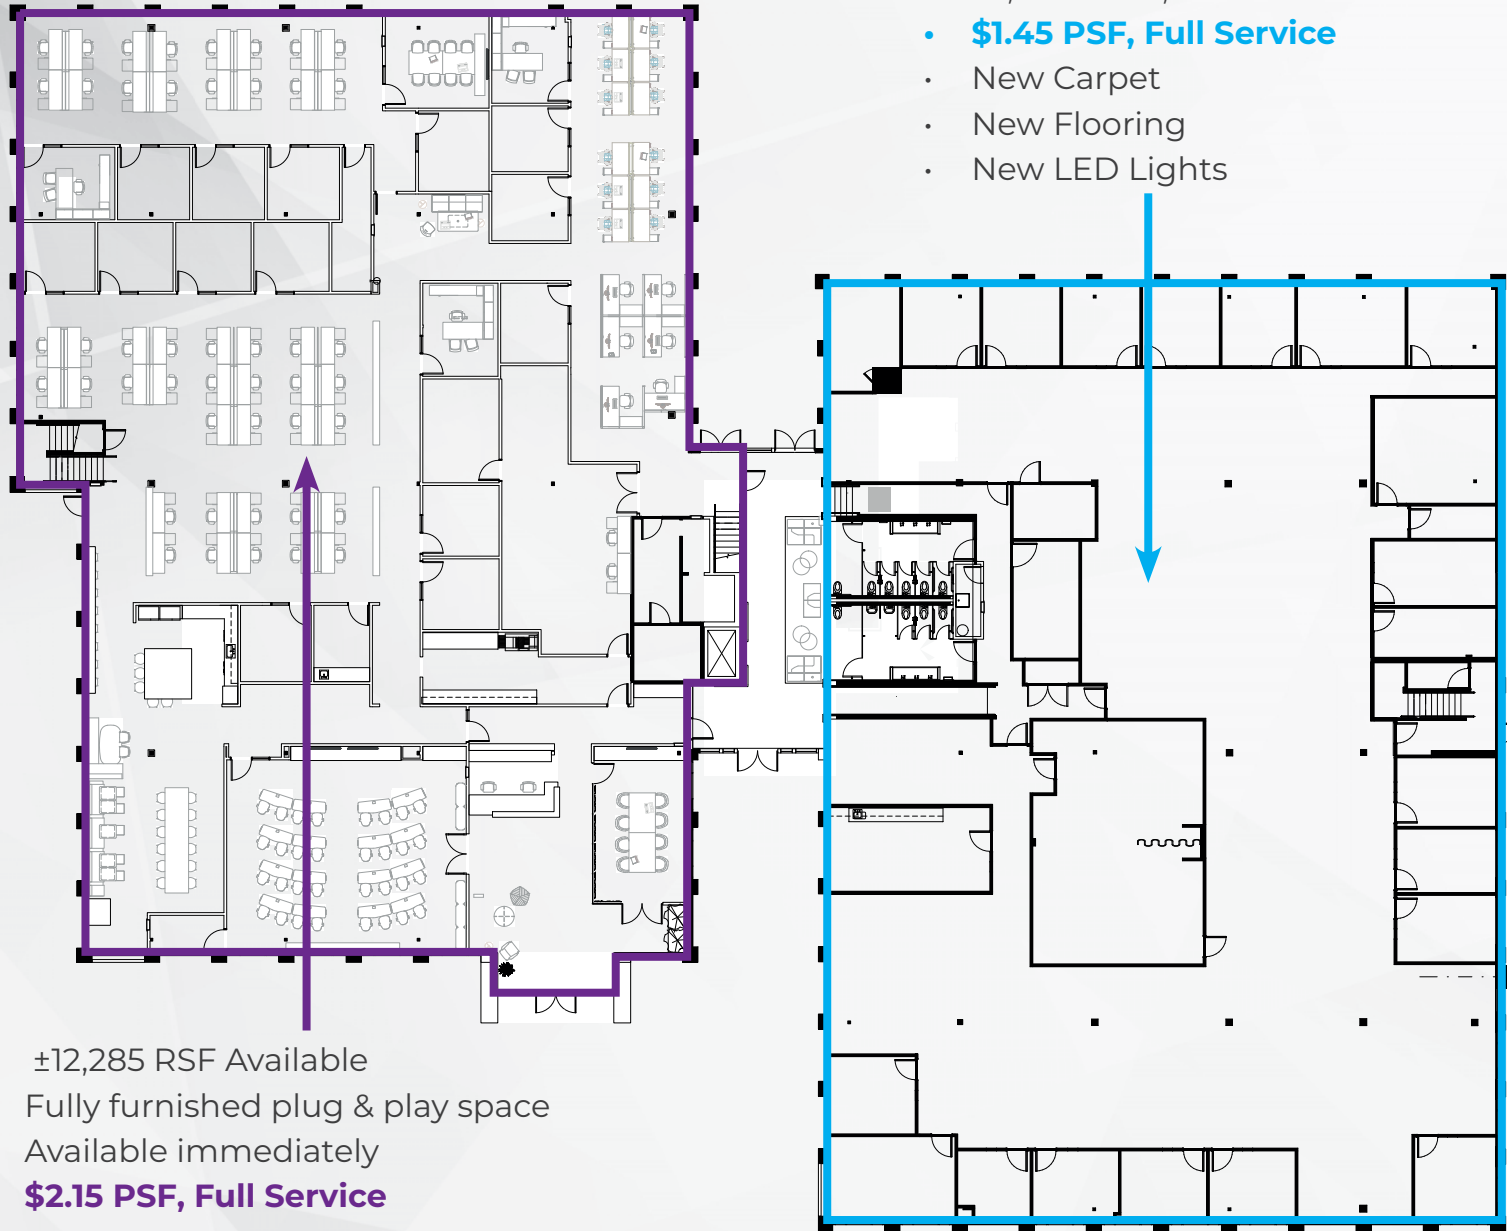 • $1.45 PSF, Full Service
• New Carpet
• New Flooring
• New LED Lights
±12,285 RSF Available
Fully furnished plug & play space
Available immediately
$2.15 PSF, Full Service